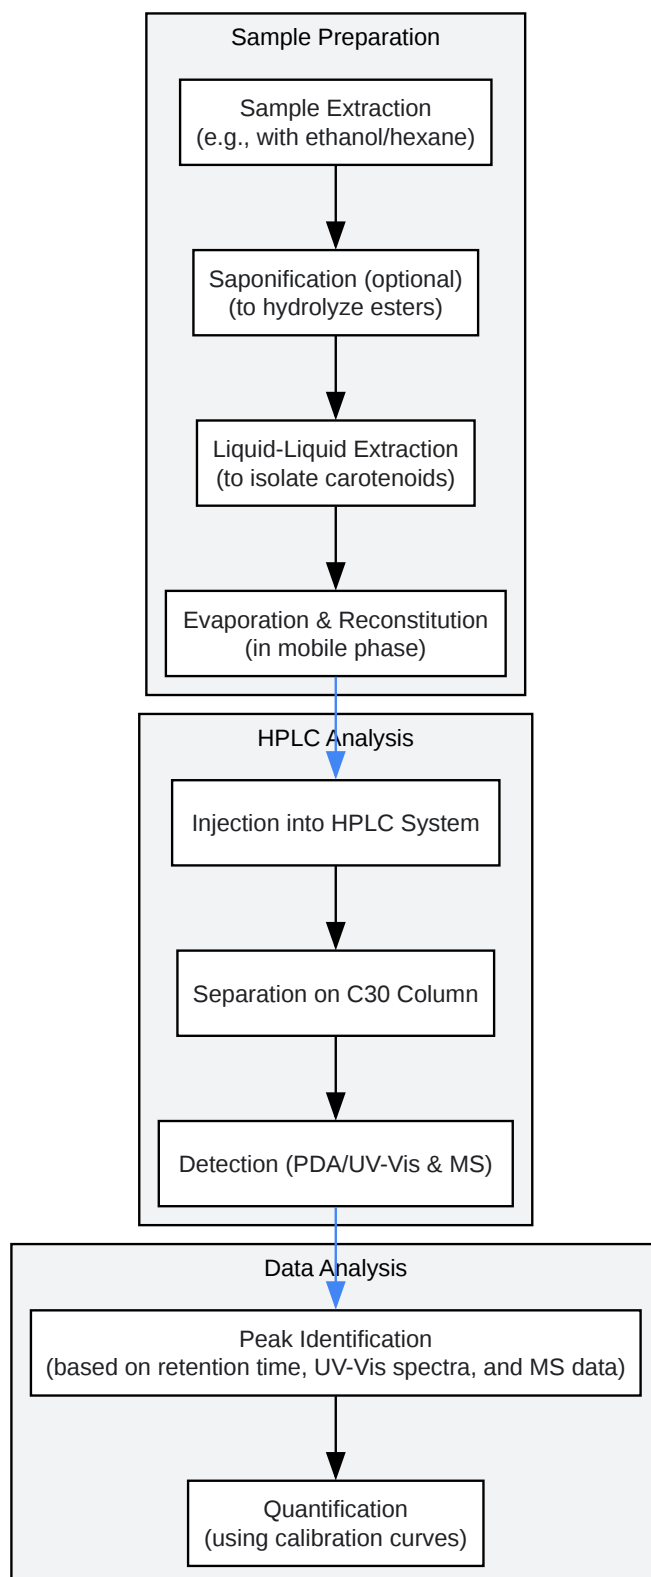 Sample Preparation
Sample Extraction
(e.g., with ethanol/hexane)
Saponification (optional)
(to hydrolyze esters)
Liquid-Liquid Extraction
(to isolate carotenoids)
Evaporation & Reconstitution
(in mobile phase)
HPLC Analysis
Injection into HPLC System
Separation on C30 Column
Detection (PDA/UV-Vis & MS)
Data Analysis
Peak Identification
(based on retention time, UV-Vis spectra, and MS data)
Quantification
(using calibration curves)